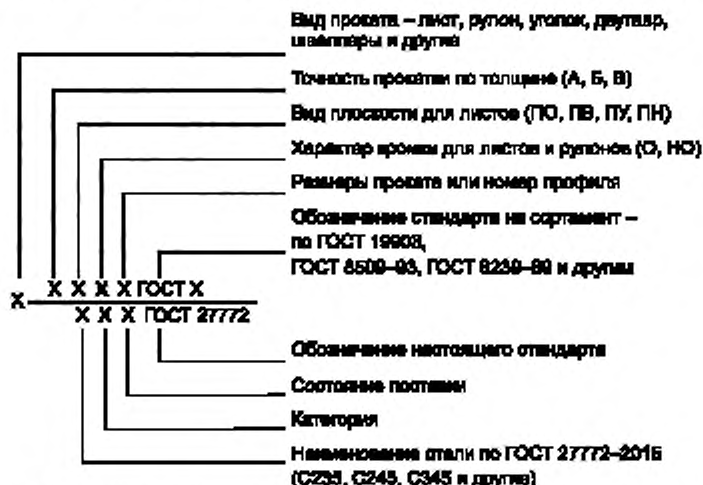 Вид проката – лист, рулон, уголок, двутавр,
швеллеры и другие
Точность прокатки по толщине (А, Б, В)
Вид плоскости для листов (ПО, ПВ, ПУ, ПН)
Характер кромки для листов и рулонов (О, НО)
Размеры проката или номер профиля
Обозначение стандарта на сортамент –
по ГОСТ 19903,
ГОСТ 8509–93, ГОСТ 8239–89 и другим
Х Х Х Х ГОСТ Х
Х
Х Х Х ГОСТ 27772
Обозначение настоящего стандарта
Состояние поставки
Категория
Наименование стали по ГОСТ 27772–2015
(С235, С245, С345 и другие)